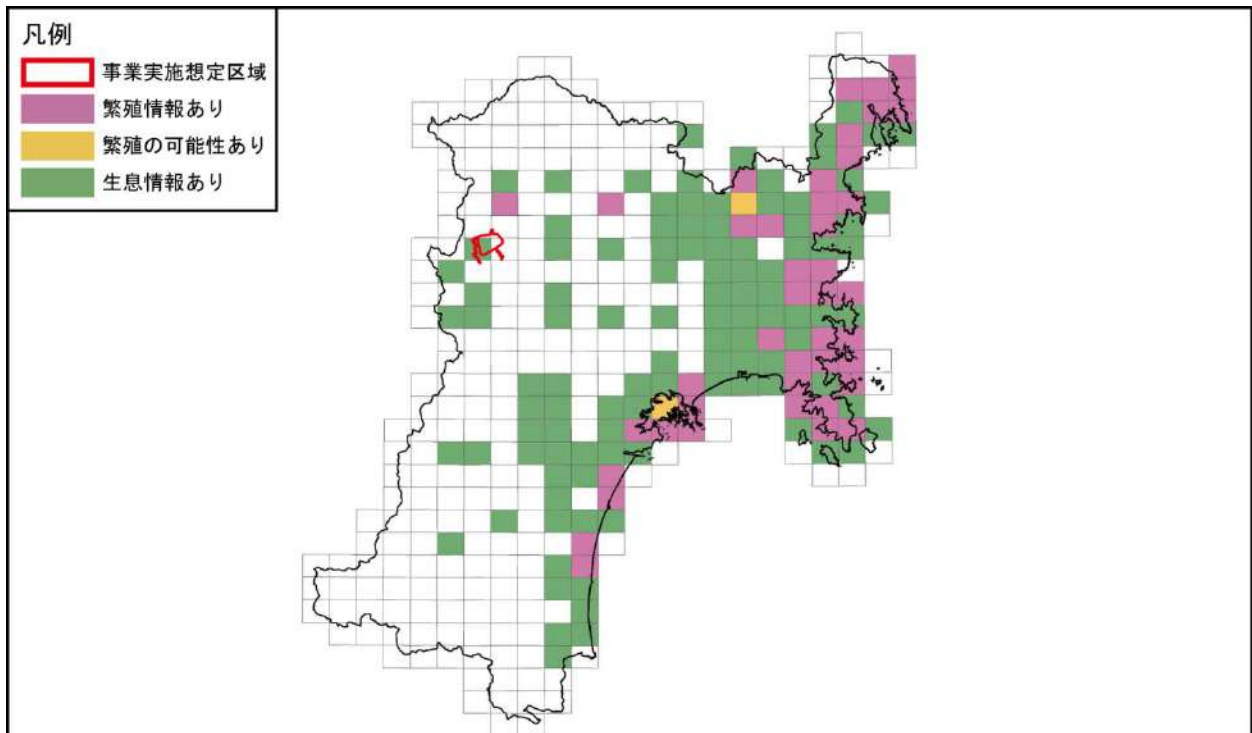 凡例
事業実施想定区域
繁殖情報あり
繁殖の可能性あり
生息情報あり